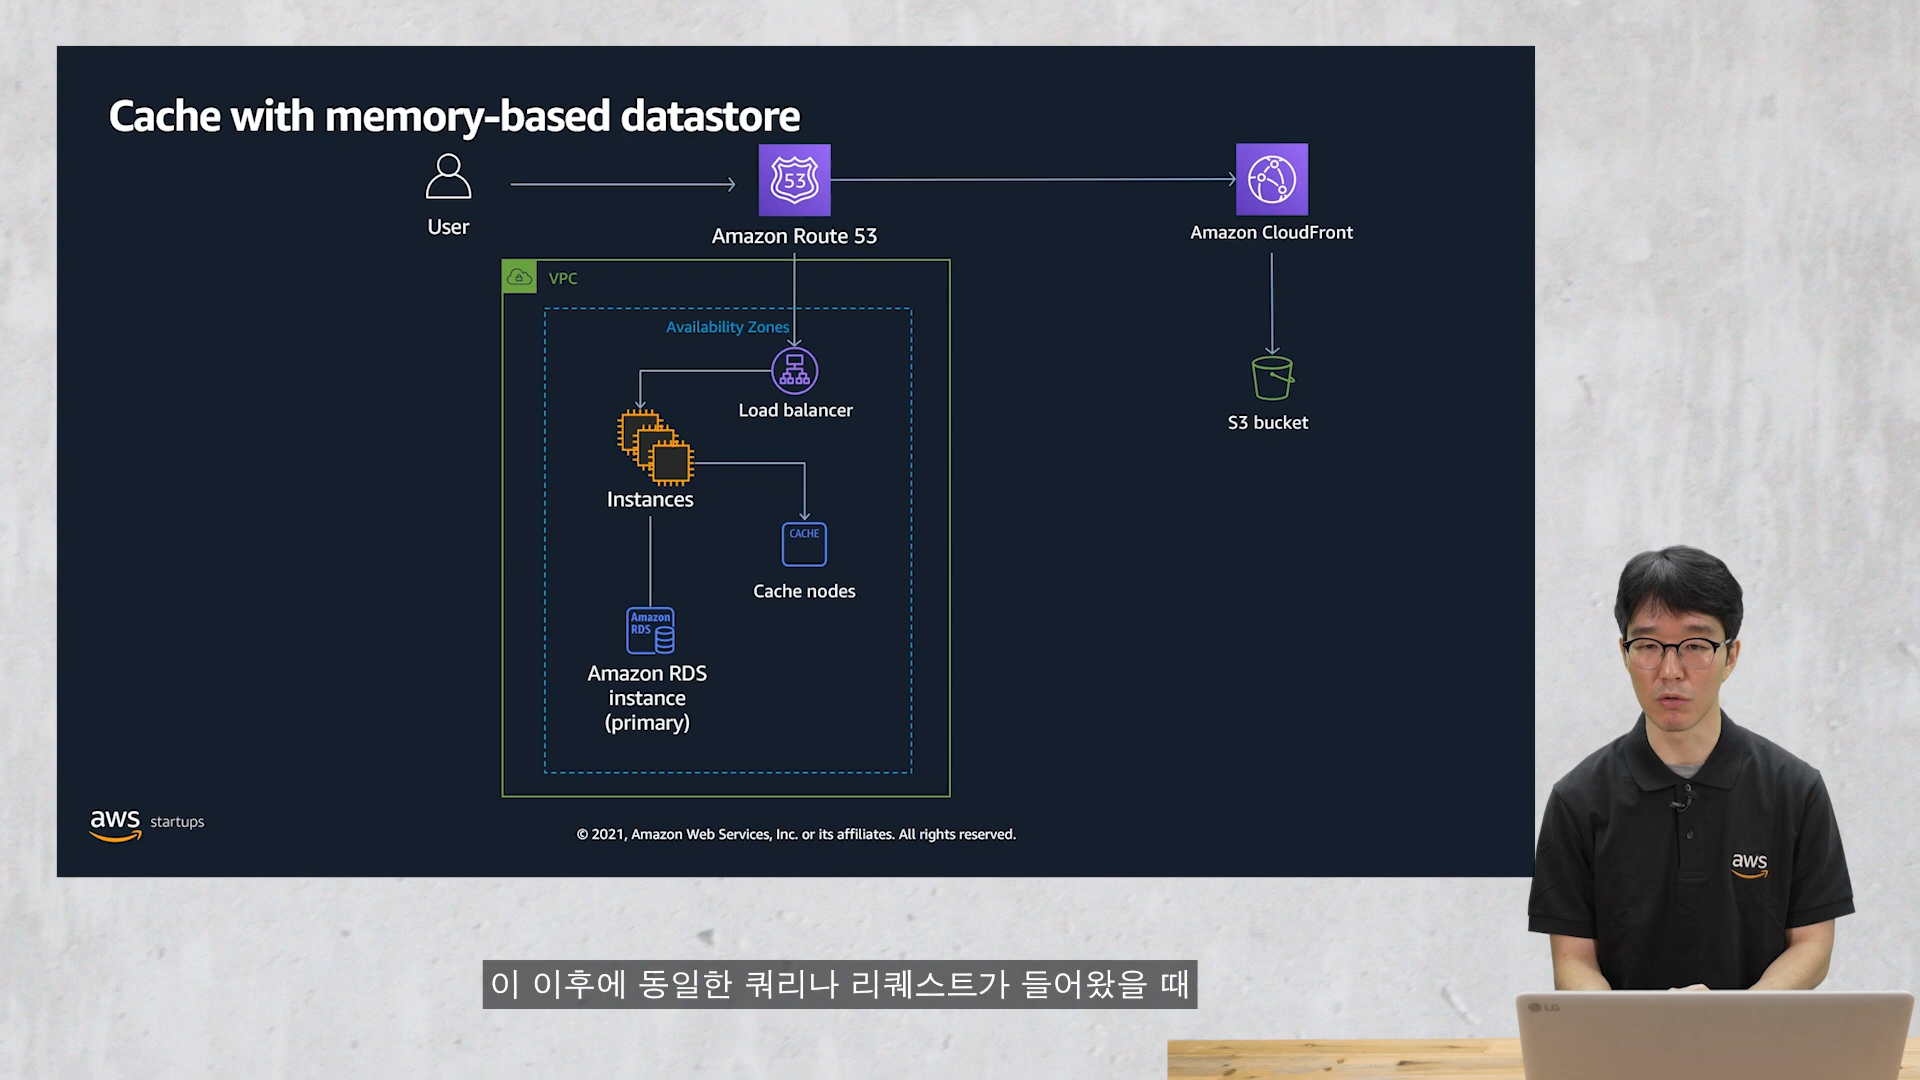 Cache with memory-based datastore
User
53
Amazon Route 53
Amazon CloudFront
VPC
Availability Zones
Load balancer
S3 bucket
Instances
CACHE
Cache nodes
Amazon
RDS
Amazon RDS
instance
(primary)
aws startups
© 2021, Amazon Web Services, Inc. or its affiliates. All rights reserved.
aws
LG
이 이후에 동일한 쿼리나 리퀘스트가 들어왔을 때